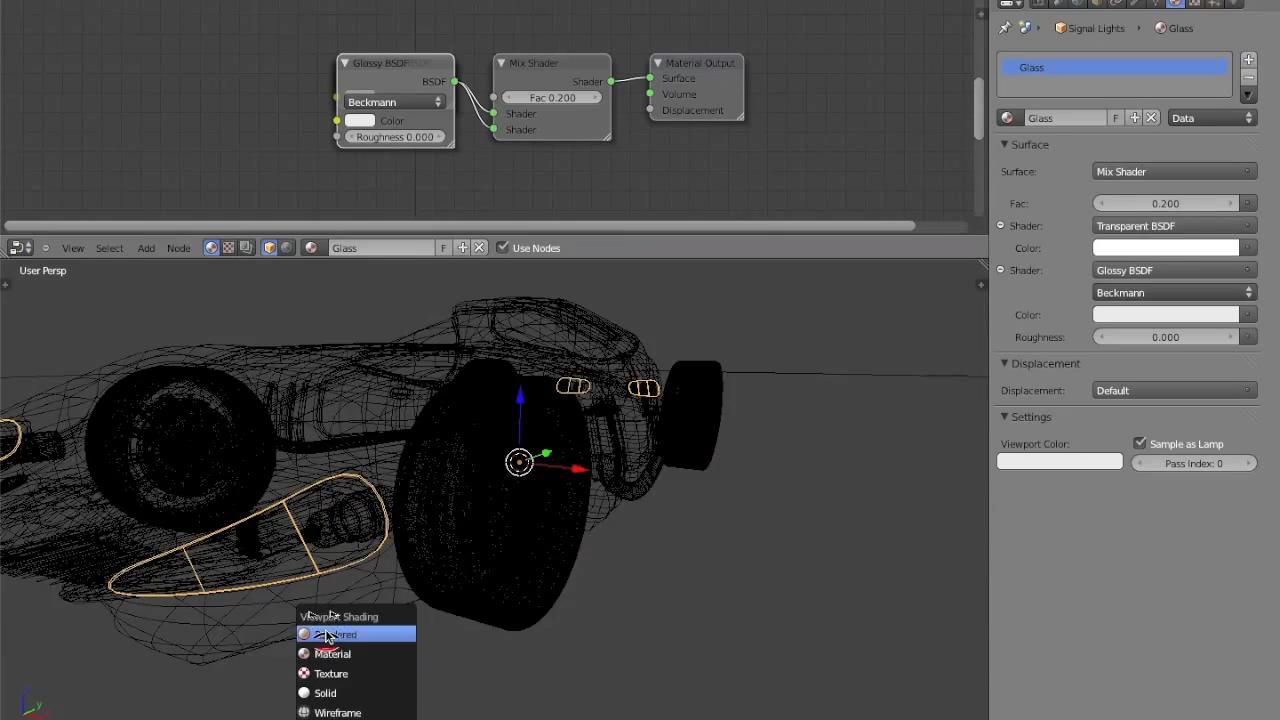 Signal Lights Glass
Glossy BSDF Mix Shader Material Output
BSDF Shader Surface
Beckmann Fac 0.200 Volume
Color Shader Displacement
Roughness 0.000 Shader
Glass
Glass F Data
Surface
Surface: Mix Shader
Fac: 0.200
Shader: Transparent BSDF
Color:
Shader: Glossy BSDF
Beckmann
Color:
Roughness: 0.000
Displacement
Displacement: Default
Settings
Viewport Color: Sample as Lamp
Pass Index: 0
View Select Add Node Glass F Use Nodes
User Persp
Viewport Shading
Rendered
Material
Texture
Solid
Wireframe
z
y